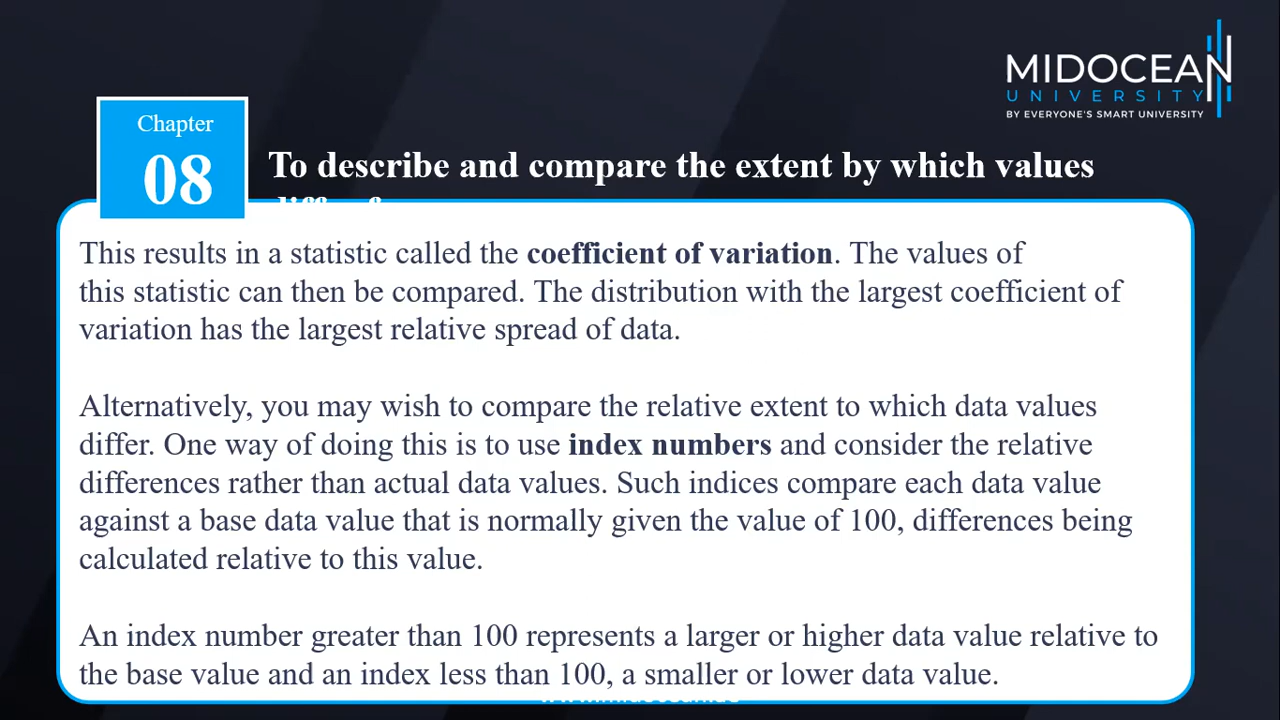 MIDOCEAN
UNIVERSITY
BY EVERYONE'S SMART UNIVERSITY
Chapter
08
To describe and compare the extent by which values
This results in a statistic called the coefficient of variation. The values of
this statistic can then be compared. The distribution with the largest coefficient of
variation has the largest relative spread of data.
Alternatively, you may wish to compare the relative extent to which data values
differ. One way of doing this is to use index numbers and consider the relative
differences rather than actual data values. Such indices compare each data value
against a base data value that is normally given the value of 100, differences being
calculated relative to this value.
An index number greater than 100 represents a larger or higher data value relative to
the base value and an index less than 100, a smaller or lower data value.